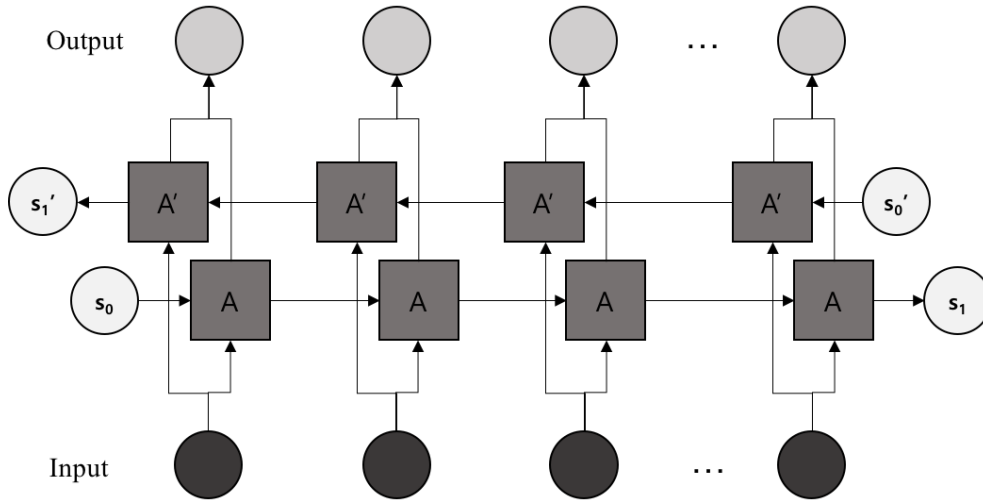 Output
...
s₁’ A’ A’ A’ A’ s₀’
s₀ A A A A s₁
Input
...